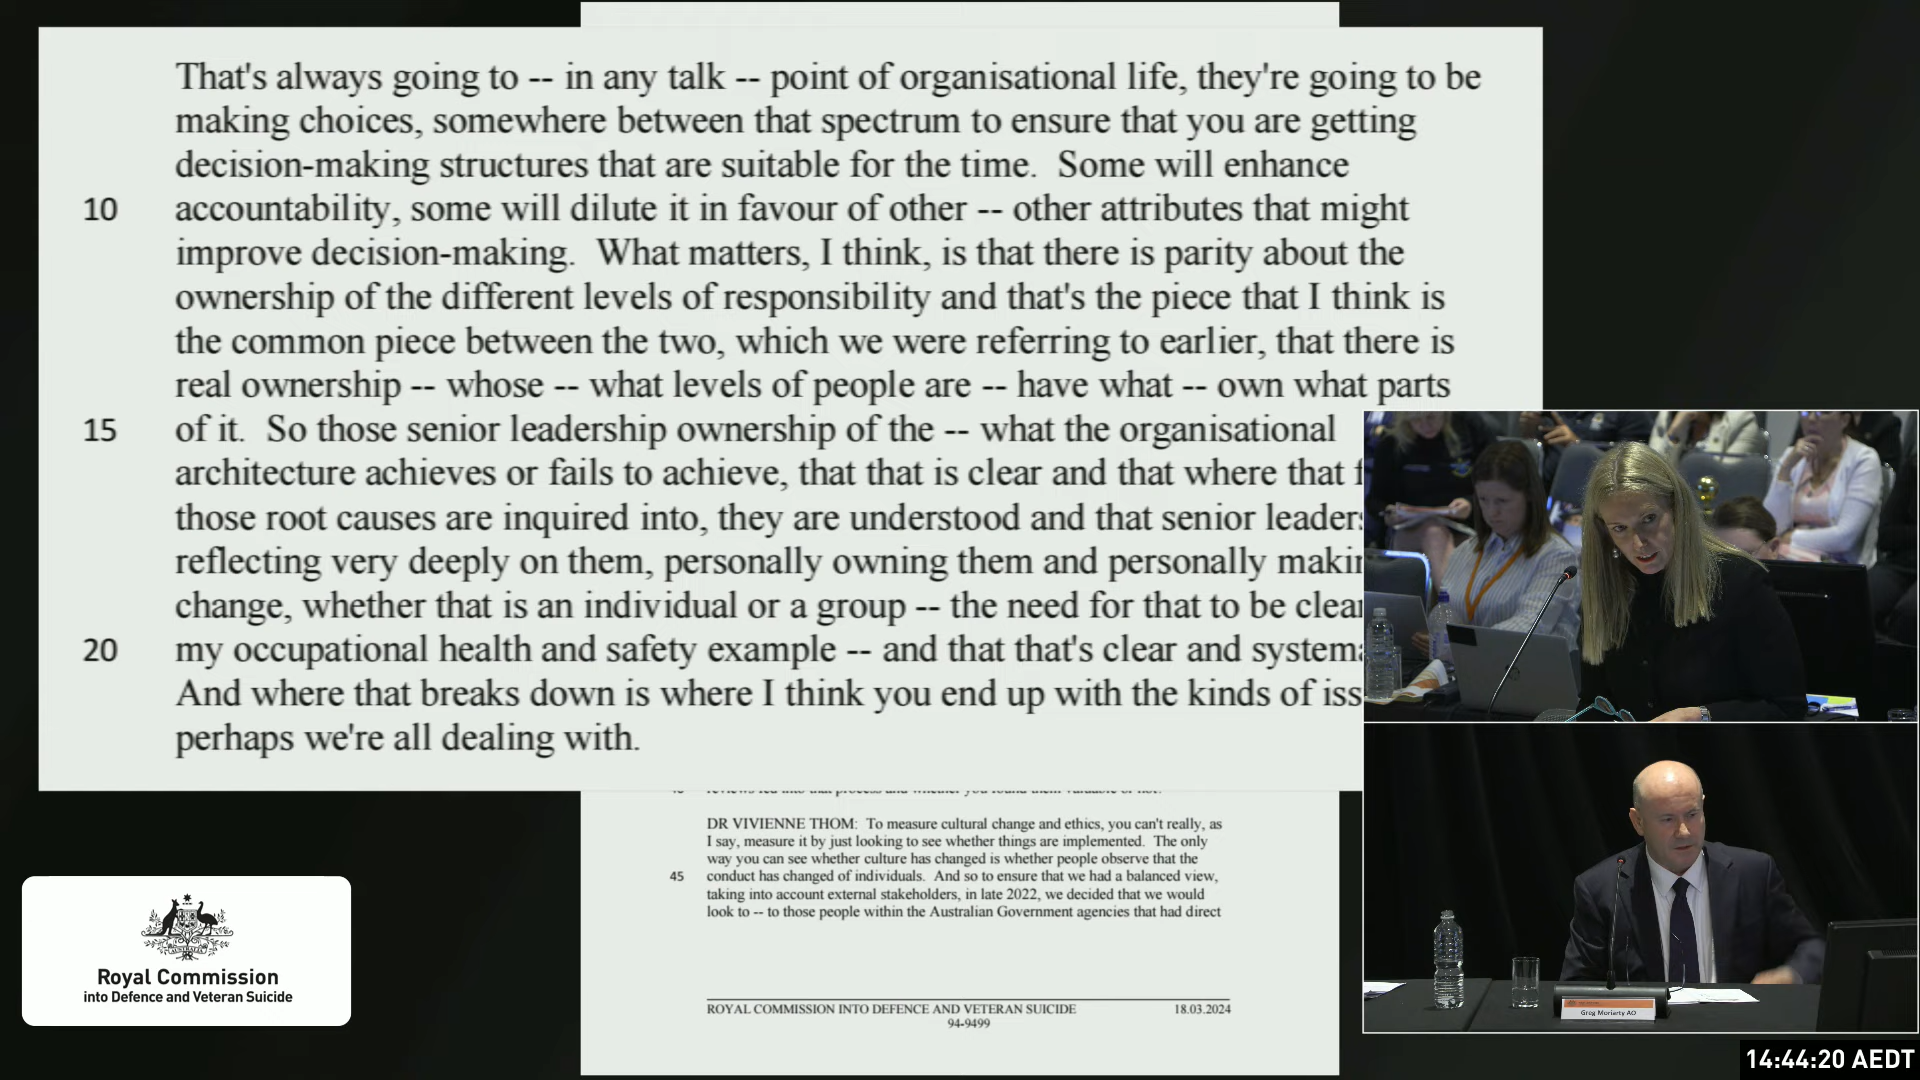 That's always going to -- in any talk -- point of organisational life, they're going to be
making choices, somewhere between that spectrum to ensure that you are getting
decision-making structures that are suitable for the time. Some will enhance
10 accountability, some will dilute it in favour of other -- other attributes that might
improve decision-making. What matters, I think, is that there is parity about the
ownership of the different levels of responsibility and that's the piece that I think is
the common piece between the two, which we were referring to earlier, that there is
real ownership -- whose -- what levels of people are -- have what -- own what parts
15 of it. So those senior leadership ownership of the -- what the organisational
architecture achieves or fails to achieve, that that is clear and that where that
those root causes are inquired into, they are understood and that senior leader
reflecting very deeply on them, personally owning them and personally
change, whether that is an individual or a group -- the need for that to be clear
20 my occupational health and safety example -- and that that's clear and
And where that breaks down is where I think you end up with the kinds of
perhaps we're all dealing with.
DR VIVIENNE THOM: To measure cultural change and ethics, you can't really, as
I say, measure it by just looking to see whether things are implemented. The only
way you can see whether culture has changed is whether people observe that the
45 conduct has changed of individuals. And so to ensure that we had a balanced view,
taking into account external stakeholders, in late 2022, we decided that we would
look to -- to those people within the Australian Government agencies that had direct
ROYAL COMMISSION INTO DEFENCE AND VETERAN SUICIDE 18.03.2024
94-9499
AUSTRALIA
Royal Commission
into Defence and Veteran Suicide
Greg Moriarty AO
14:44:20 AEDT